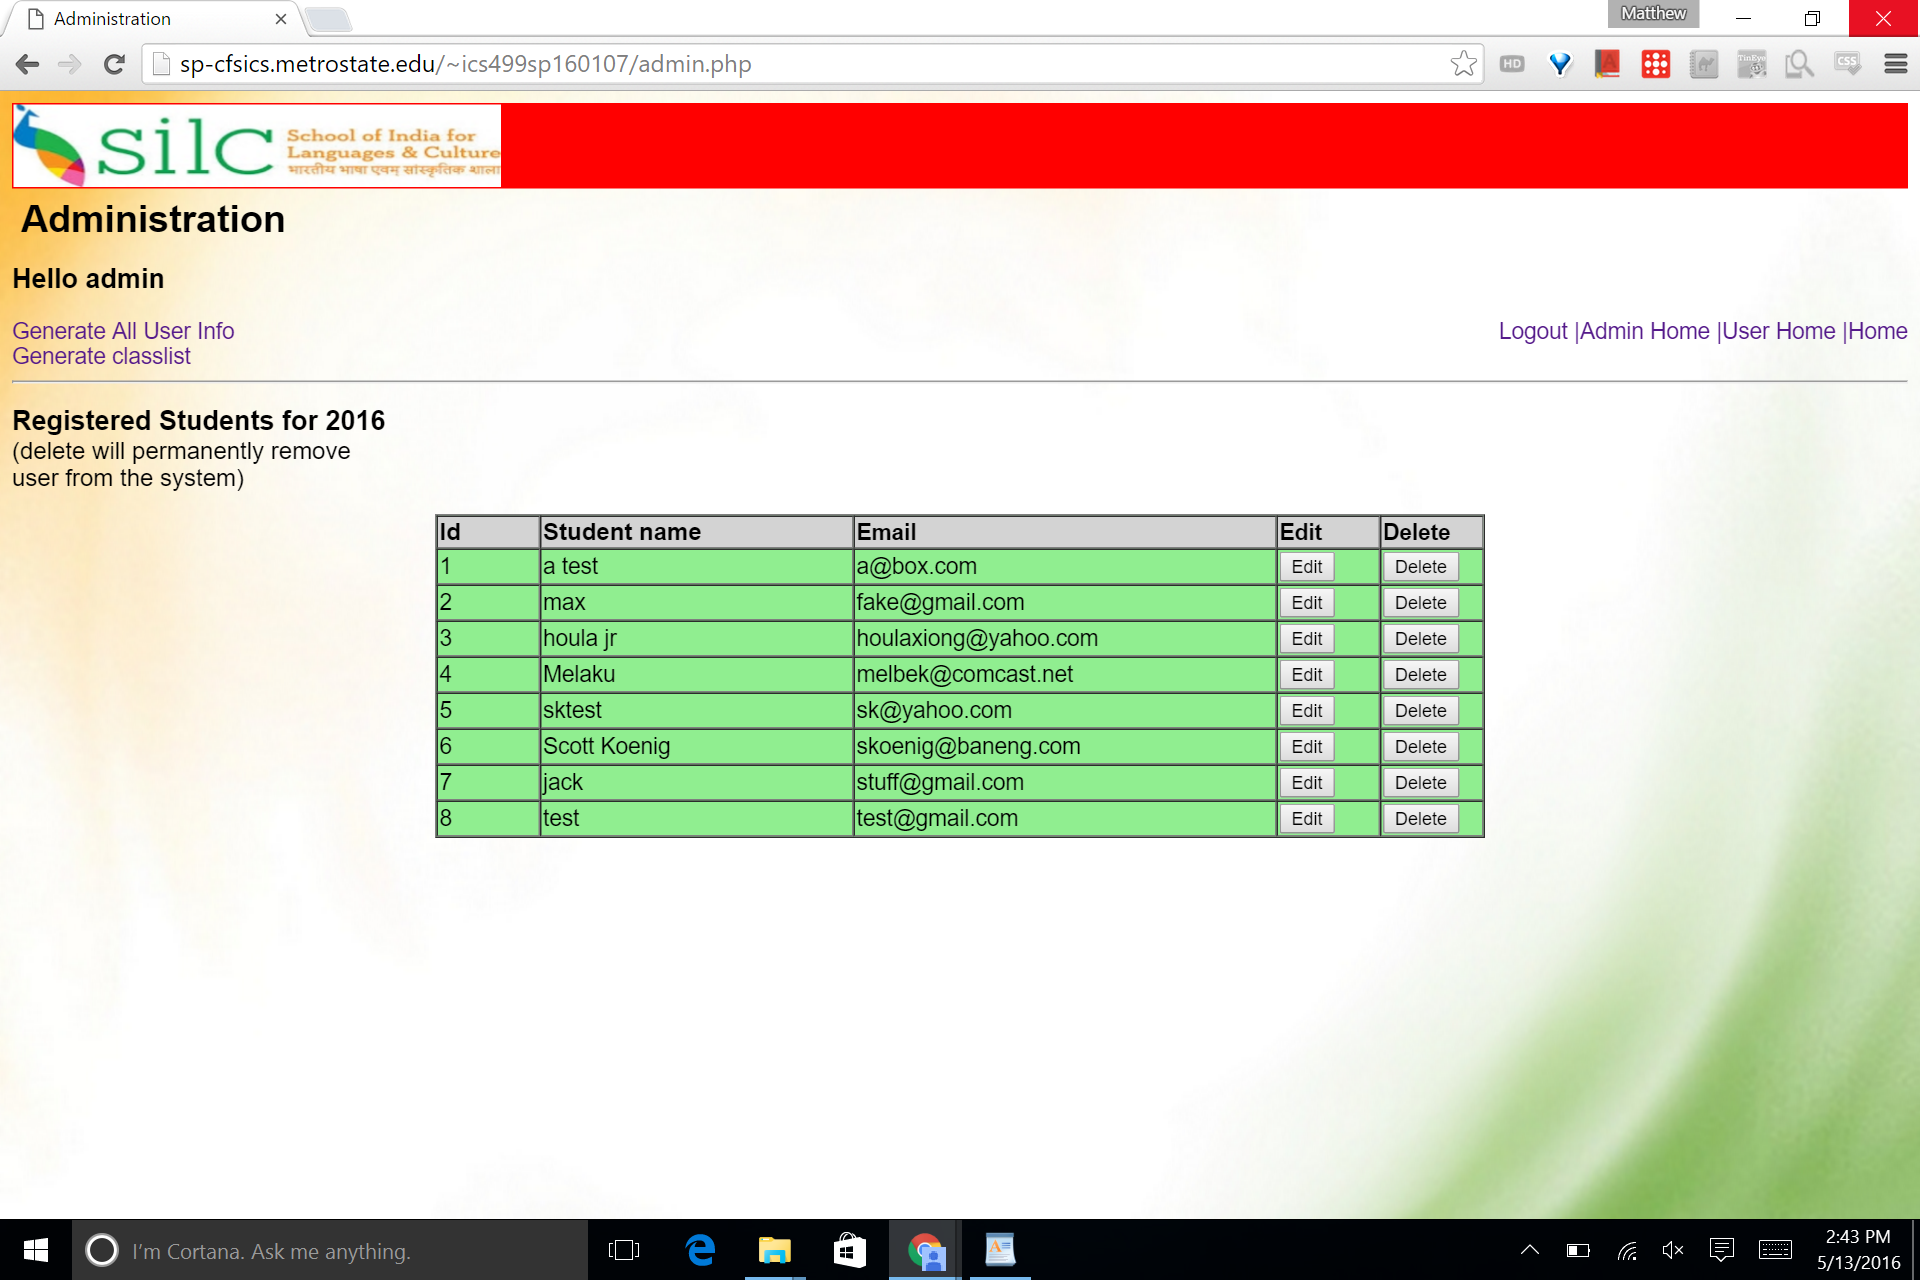 Administration
Matthew
sp-cfsics.metrostate.edu/~ics499sp160107/admin.php
HD
A
TinEye
CSS
silc School of India for
Languages & Culture
भारतीय भाषा एवम् सांस्कृतिक शाला
Administration
Hello admin
Generate All User Info
Logout |Admin Home |User Home |Home
Generate classlist
Registered Students for 2016
(delete will permanently remove
user from the system)
Id Student name Email Edit Delete
1 a test a@box.com Edit Delete
2 max fake@gmail.com Edit Delete
3 houla jr houlaxiong@yahoo.com Edit Delete
4 Melaku melbek@comcast.net Edit Delete
5 sktest sk@yahoo.com Edit Delete
6 Scott Koenig skoenig@baneng.com Edit Delete
7 jack stuff@gmail.com Edit Delete
8 test test@gmail.com Edit Delete
I'm Cortana. Ask me anything.
2:43 PM
5/13/2016